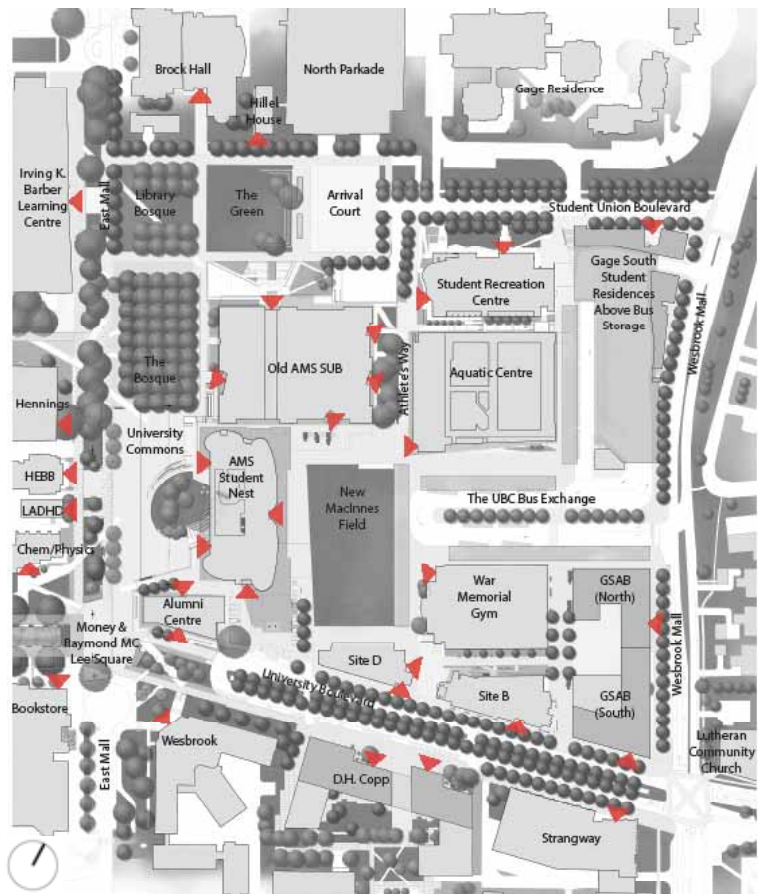 Brock Hall
North Parkade
Hillel
House
Gage Residence
Irving K.
Barber
Learning
Centre
East Mall
Library
Bosque
The
Green
Arrival
Court
Student Union Boulevard
Student Recreation
Centre
Gage South
Student
Residences
Above Bus
Storage
Wesbrook Mall
The
Bosque
Old AMS SUB
Athlete's Way
Aquatic Centre
Hennings
University
Commons
AMS
Student
Nest
HEBB
LADHD
Chem/Physics
New
MacInnes
Field
The UBC Bus Exchange
War
Memorial
Gym
GSAB
(North)
Alumni
Centre
Money &
Raymond MC
Lee Square
Site D
University Boulevard
Site B
GSAB
(South)
Wesbrook Mall
Bookstore
East Mall
Wesbrook
D.H. Copp
Lutheran
Community
Church
Strangway